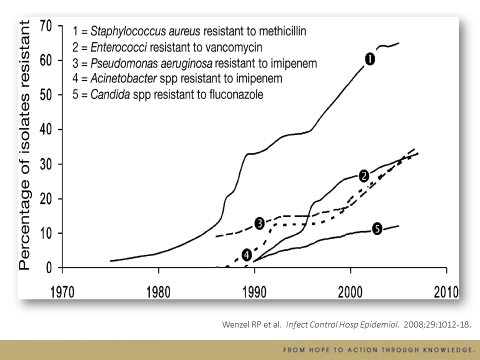 70
1 = Staphylococcus aureus resistant to methicillin
2 = Enterococci resistant to vancomycin
60
3 = Pseudomonas aeruginosa resistant to imipenem
4 = Acinetobacter spp resistant to imipenem
5 = Candida spp resistant to fluconazole
50
40
30
20
10
0
Percentage of isolates resistant
1
2
3
4
5
1970 1980 1990 2000 2010
Wenzel RP et al. Infect Control Hosp Epidemiol. 2008;29:1012-18.
FROM HOPE TO ACTION THROUGH KNOWLEDGE.